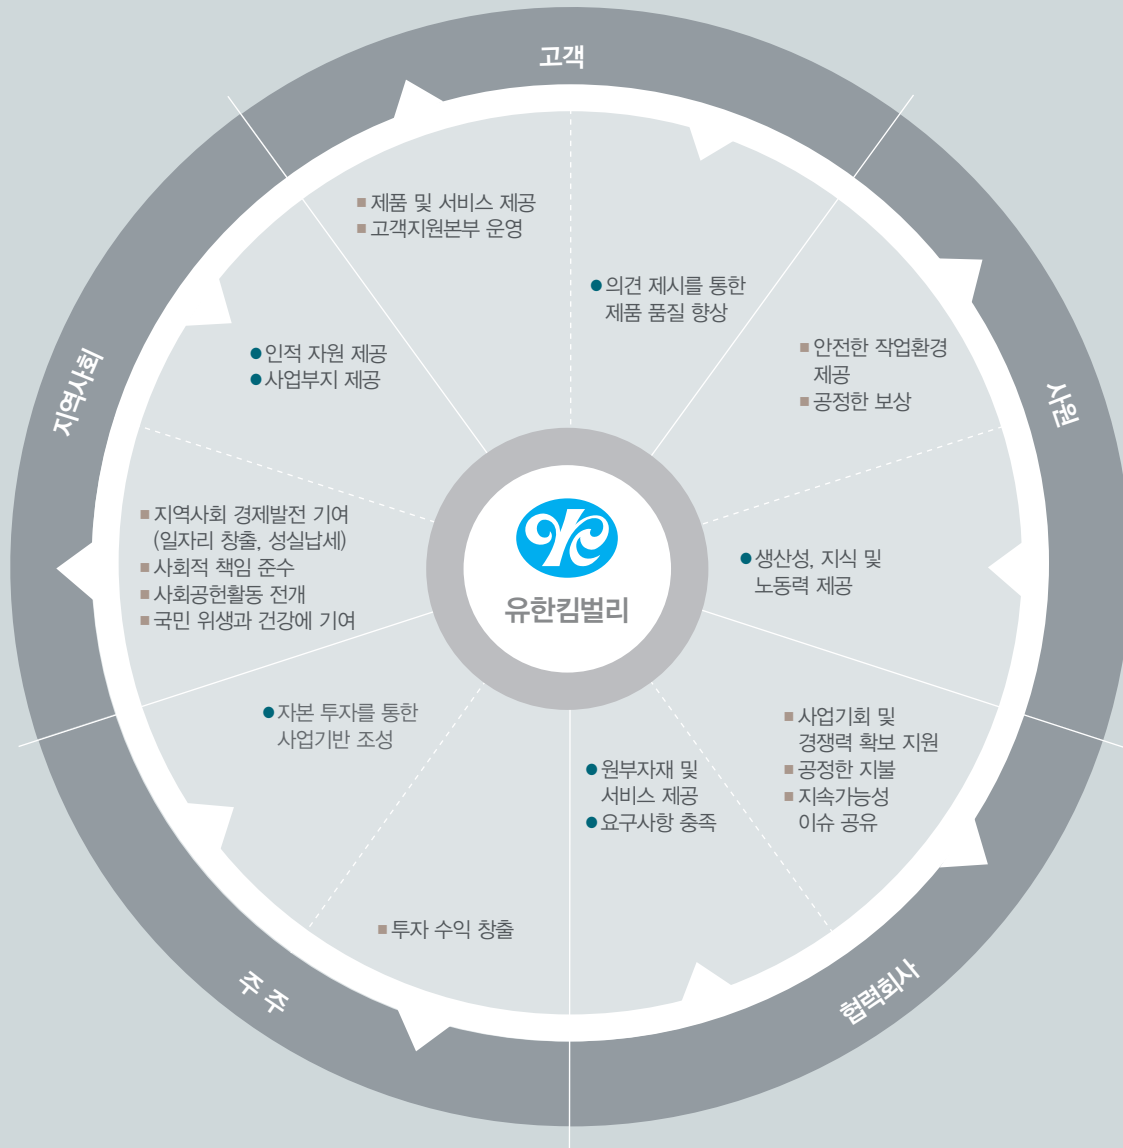 고객
제품 및 서비스 제공
고객지원본부 운영
의견 제시를 통한
제품 품질 향상
사원
안전한 작업환경
제공
공정한 보상
생산성, 지식 및
노동력 제공
협력회사
사업기회 및
경쟁력 확보 지원
공정한 지불
지속가능성
이슈 공유
원부자재 및
서비스 제공
요구사항 충족
주 주
투자 수익 창출
자본 투자를 통한
사업기반 조성
지역사회
지역사회 경제발전 기여
(일자리 창출, 성실납세)
사회적 책임 준수
사회공헌활동 전개
국민 위생과 건강에 기여
인적 자원 제공
사업부지 제공
유한킴벌리